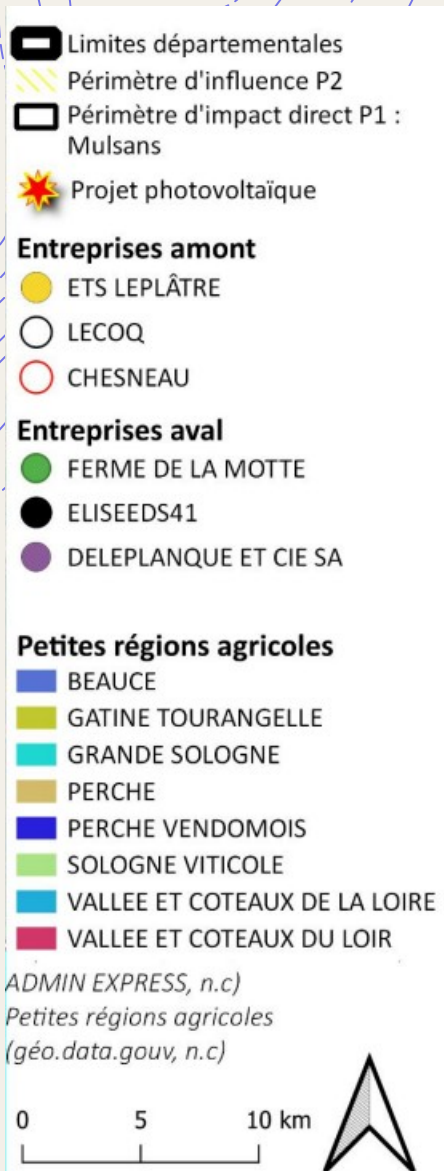 Limites départementales
Périmètre d'influence P2
Périmètre d'impact direct P1 :
Mulsans
Projet photovoltaïque
Entreprises amont
ETS LEPLÂTRE
LECOQ
CHESNEAU
Entreprises aval
FERME DE LA MOTTE
ELISEEDS41
DELEPLANQUE ET CIE SA
Petites régions agricoles
BEAUCE
GATINE TOURANGELLE
GRANDE SOLOGNE
PERCHE
PERCHE VENDOMOIS
SOLOGNE VITICOLE
VALLEE ET COTEAUX DE LA LOIRE
VALLEE ET COTEAUX DU LOIR
ADMIN EXPRESS, n.c)
Petites régions agricoles
(géo.data.gouv, n.c)
0 5 10 km